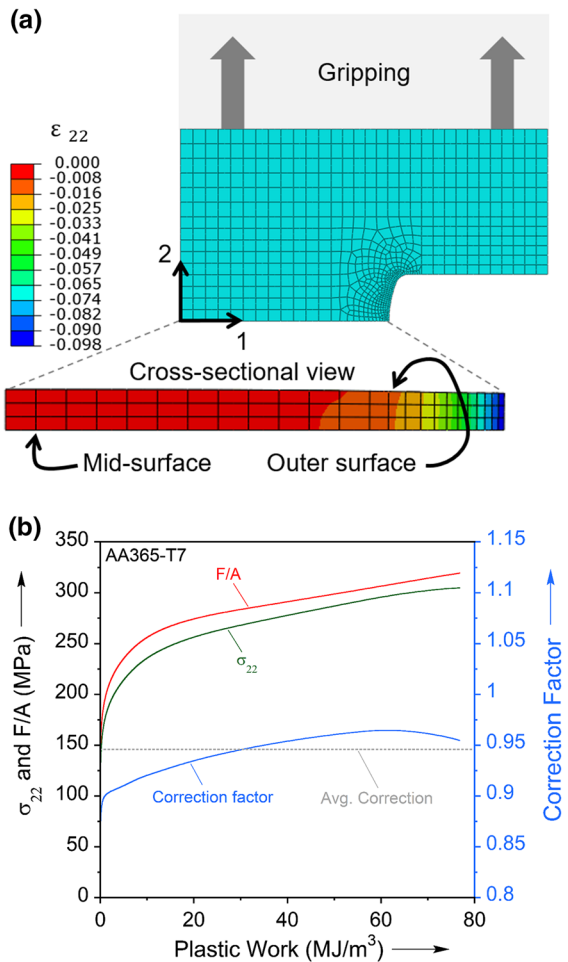 (a)
Gripping
ε 22
0.000
-0.008
-0.016
-0.025
-0.033
-0.041
-0.049
-0.057
-0.065
-0.074
-0.082
-0.090
-0.098
2
1
Cross-sectional view
Mid-surface
Outer surface
(b)
350
300
250
200
150
100
50
0
σ22 and F/A (MPa)
AA365-T7
F/A
σ22
Correction factor
Avg. Correction
1.15
1.1
1.05
1
0.95
0.9
0.85
0.8
Correction Factor
0
20
40
60
80
Plastic Work (MJ/m³)